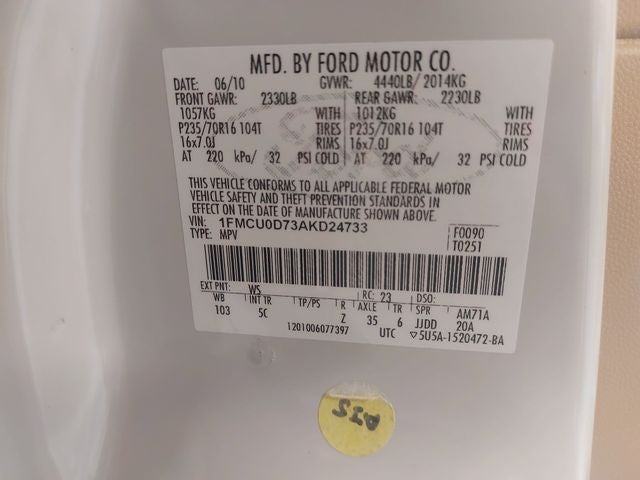 MFD. BY FORD MOTOR CO.
DATE: 06/10 GVWR: 4440LB/ 2014KG
FRONT GAWR: 2330LB REAR GAWR: 2230LB
1057KG WITH 1012KG WITH
P235/70R16 104T TIRES P235/70R16 104T TIRES
16x7.0J RIMS 16x7.0J RIMS
AT 220 kPa/ 32 PSI COLD AT 220 kPa/ 32 PSI COLD
THIS VEHICLE CONFORMS TO ALL APPLICABLE FEDERAL MOTOR
VEHICLE SAFETY AND THEFT PREVENTION STANDARDS IN
EFFECT ON THE DATE OF MANUFACTURE SHOWN ABOVE.
VIN: 1FMCU0D73AKD24733 F0090
TYPE: MPV T0251
EXT PNT: WS RC: 23 DSO:
WB INT TR TP/PS R AXLE TR SPR AM71A
103 5C Z 35 6 JJDD 20A
1201006077397 UTC ▽5U5A-1520472-BA